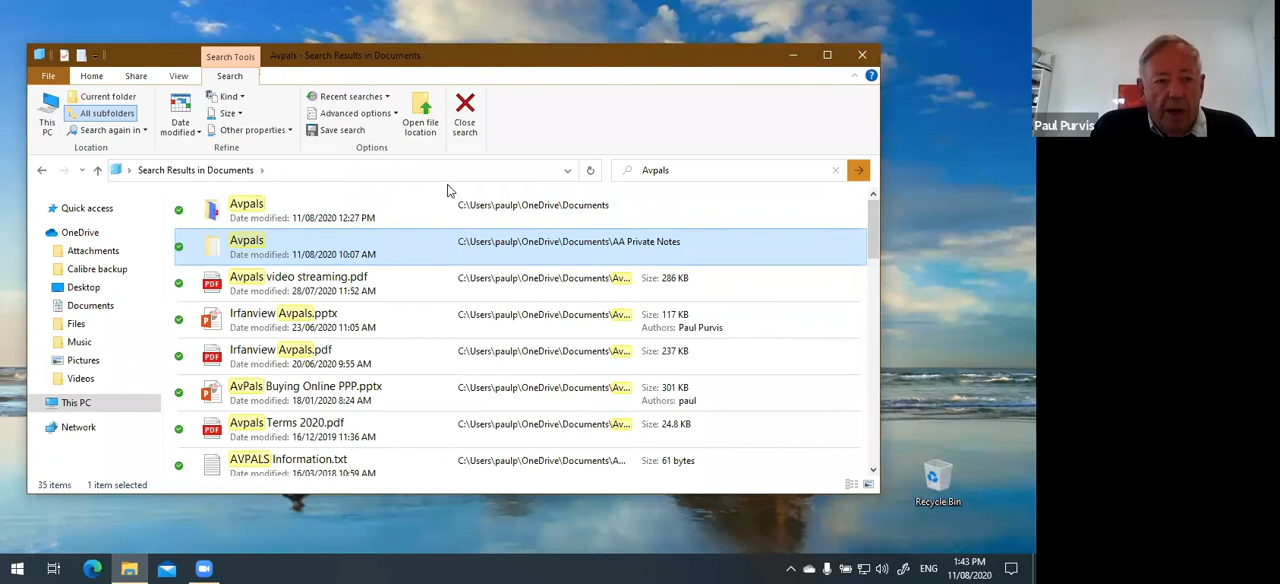 Search Tools
Avpals - Search Results in Documents
File
Home
Share
View
Search
This PC
Current folder
All subfolders
Search again in
Location
Date modified
Kind
Size
Other properties
Refine
Recent searches
Advanced options
Save search
Options
Open file location
Close search
Search Results in Documents
Avpals
Quick access
OneDrive
Attachments
Calibre backup
Desktop
Documents
Files
Music
Pictures
Videos
This PC
Network
Avpals
Date modified: 11/08/2020 12:27 PM
C:\Users\paulp\OneDrive\Documents
Avpals
Date modified: 11/08/2020 10:07 AM
C:\Users\paulp\OneDrive\Documents\AA Private Notes
Avpals video streaming.pdf
Date modified: 28/07/2020 11:52 AM
C:\Users\paulp\OneDrive\Documents\Av...
Size: 286 KB
Irfanview Avpals.pptx
Date modified: 23/06/2020 11:05 AM
C:\Users\paulp\OneDrive\Documents\Av...
Size: 117 KB
Authors: Paul Purvis
Irfanview Avpals.pdf
Date modified: 20/06/2020 9:55 AM
C:\Users\paulp\OneDrive\Documents\Av...
Size: 237 KB
AvPals Buying Online PPP.pptx
Date modified: 18/01/2020 8:24 AM
C:\Users\paulp\OneDrive\Documents\Av...
Size: 301 KB
Authors: paul
Avpals Terms 2020.pdf
Date modified: 16/12/2019 11:36 AM
C:\Users\paulp\OneDrive\Documents\Av...
Size: 24.8 KB
AVPALS Information.txt
Date modified: 16/03/2018 10:59 AM
C:\Users\paulp\OneDrive\Documents\A...
Size: 61 bytes
35 items
1 item selected
Paul Purvis
Recycle Bin
ENG
1:43 PM
11/08/2020